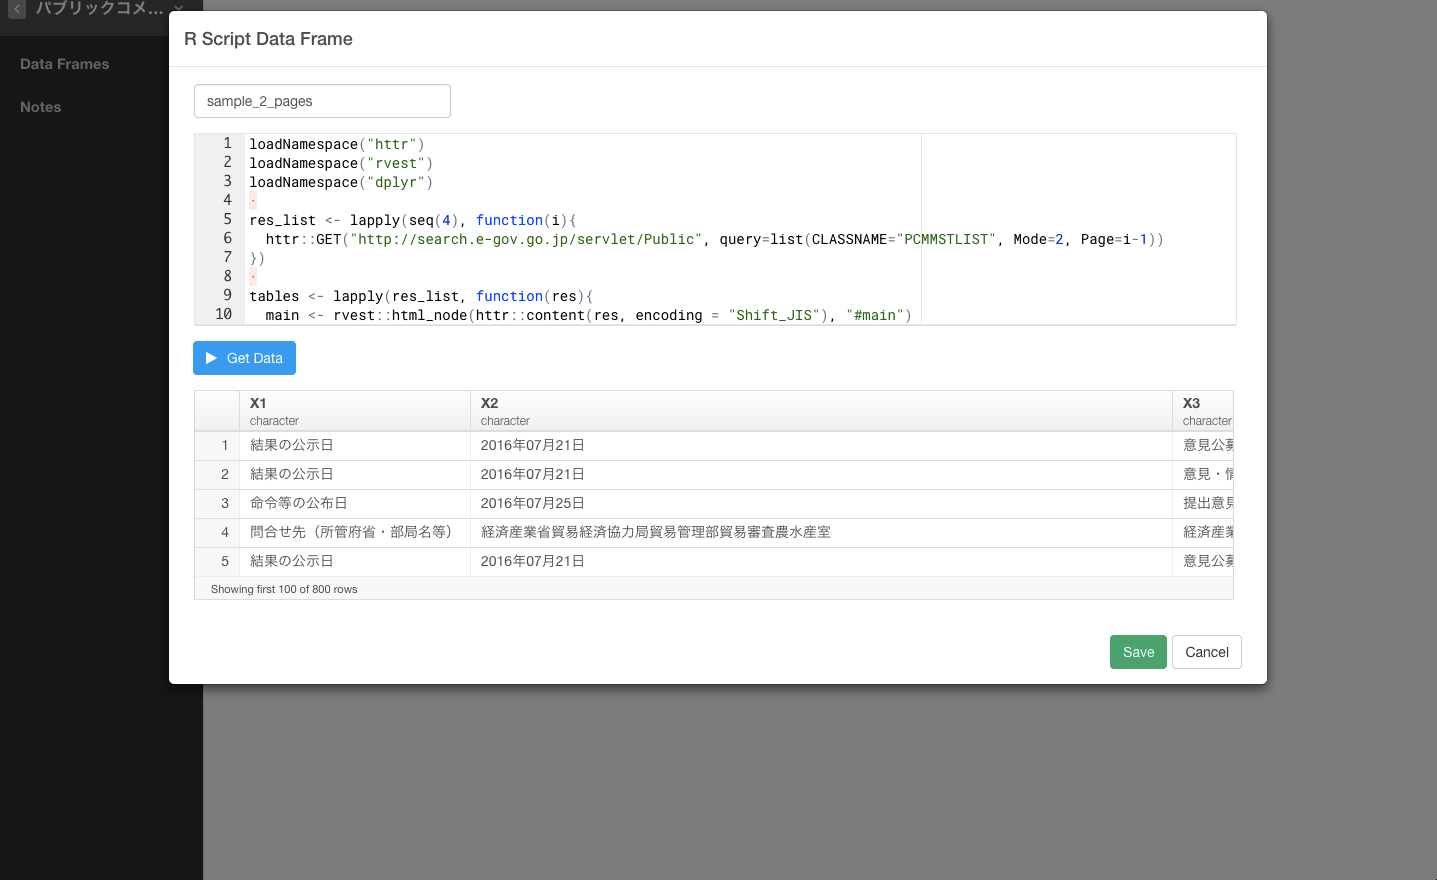 パブリックコメ...
Data Frames
Notes
R Script Data Frame
sample_2_pages
1 loadNamespace("httr")
2 loadNamespace("rvest")
3 loadNamespace("dplyr")
4
5 res_list <- lapply(seq(4), function(i){
6 httr::GET("http://search.e-gov.go.jp/servlet/Public", query=list(CLASSNAME="PCMMSTLIST", Mode=2, Page=i-1))
7 })
8
9 tables <- lapply(res_list, function(res){
10 main <- rvest::html_node(httr::content(res, encoding = "Shift_JIS"), "#main")
Get Data
X1 X2 X3
character character character
1 結果の公示日 2016年07月21日 意見公募
2 結果の公示日 2016年07月21日 意見・情
3 命令等の公布日 2016年07月25日 提出意見
4 問合せ先（所管府省・部局名等） 経済産業省貿易経済協力局貿易管理部貿易審査農水産室 経済産業
5 結果の公示日 2016年07月21日 意見公募
Showing first 100 of 800 rows
Save Cancel